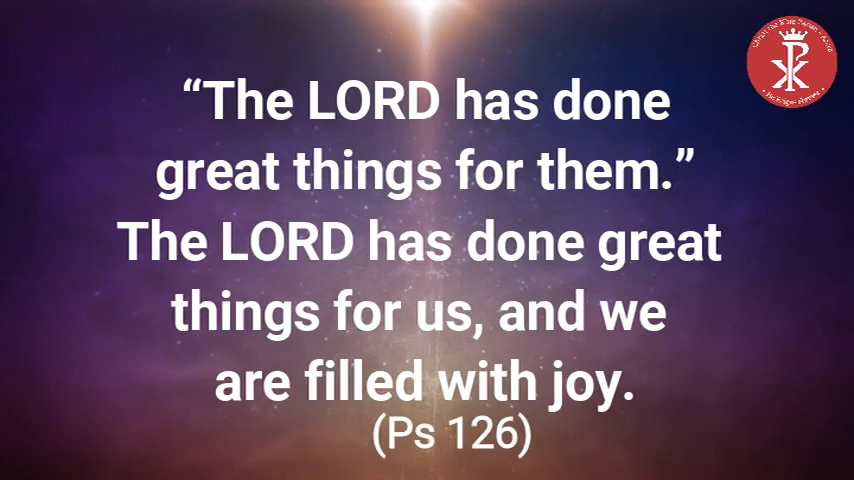 “The LORD has done
great things for them.”
The LORD has done great
things for us, and we
are filled with joy.
(Ps 126)